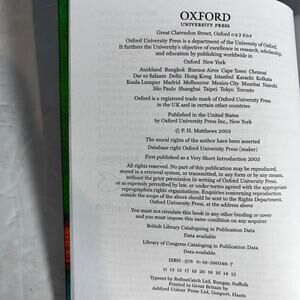 OXFORD
UNIVERSITY PRESS
Great Clarendon Street, Oxford OX2 6DP
Oxford University Press is a department of the University of Oxford.
It furthers the University's objective of excellence in research, scholarship,
and education by publishing worldwide in
Oxford New York
Auckland Bangkok Buenos Aires Cape Town Chennai
Dar es Salaam Delhi Hong Kong Istanbul Karachi Kolkata
Kuala Lumpur Madrid Melbourne Mexico City Mumbai Nairobi
São Paulo Shanghai Taipei Tokyo Toronto
Oxford is a registered trade mark of Oxford University Press
in the UK and in certain other countries
Published in the United States
by Oxford University Press Inc., New York
© P. H. Matthews 2003
The moral rights of the author have been asserted
Database right Oxford University Press (maker)
First published as a Very Short Introduction 2003
All rights reserved. No part of this publication may be reproduced,
stored in a retrieval system, or transmitted, in any form or by any means,
without the prior permission in writing of Oxford University Press,
or as expressly permitted by law, or under terms agreed with the appropriate
reprographics rights organizations. Enquiries concerning reproduction
outside the scope of the above should be sent to the Rights Department,
Oxford University Press, at the address above
You must not circulate this book in any other binding or cover
and you must impose this same condition on any acquirer
British Library Cataloguing in Publication Data
Data available
Library of Congress Cataloging in Publication Data
Data available
ISBN: 978 0-19-280148-7
11 13 15 17 19 20 18 16 14 12
Typeset by RefineCatch Ltd, Bungay, Suffolk
Printed in Great Britain by
Ashford Colour Press Ltd, Gosport, Hants